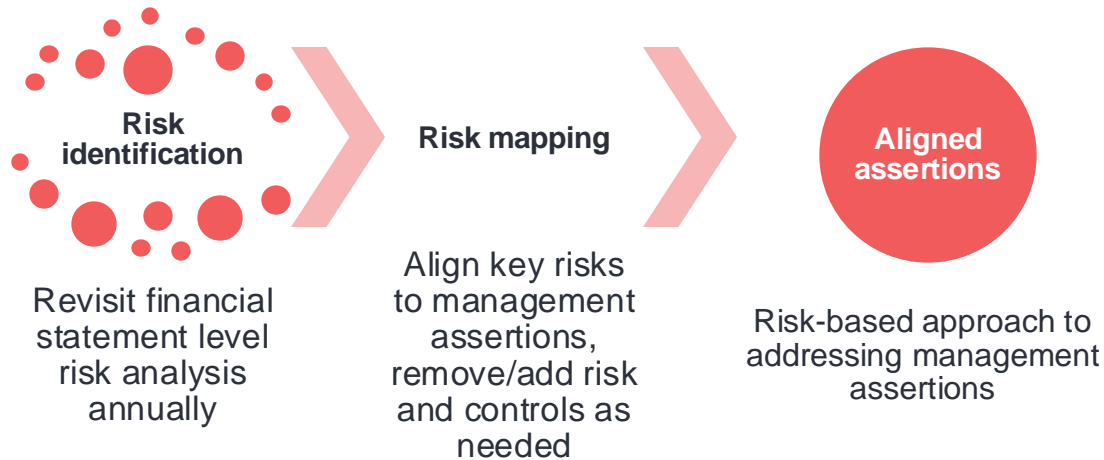 Risk
identification
Revisit financial
statement level
risk analysis
annually
Risk mapping
Align key risks
to management
assertions,
remove/add risk
and controls as
needed
Aligned
assertions
Risk-based approach to
addressing management
assertions